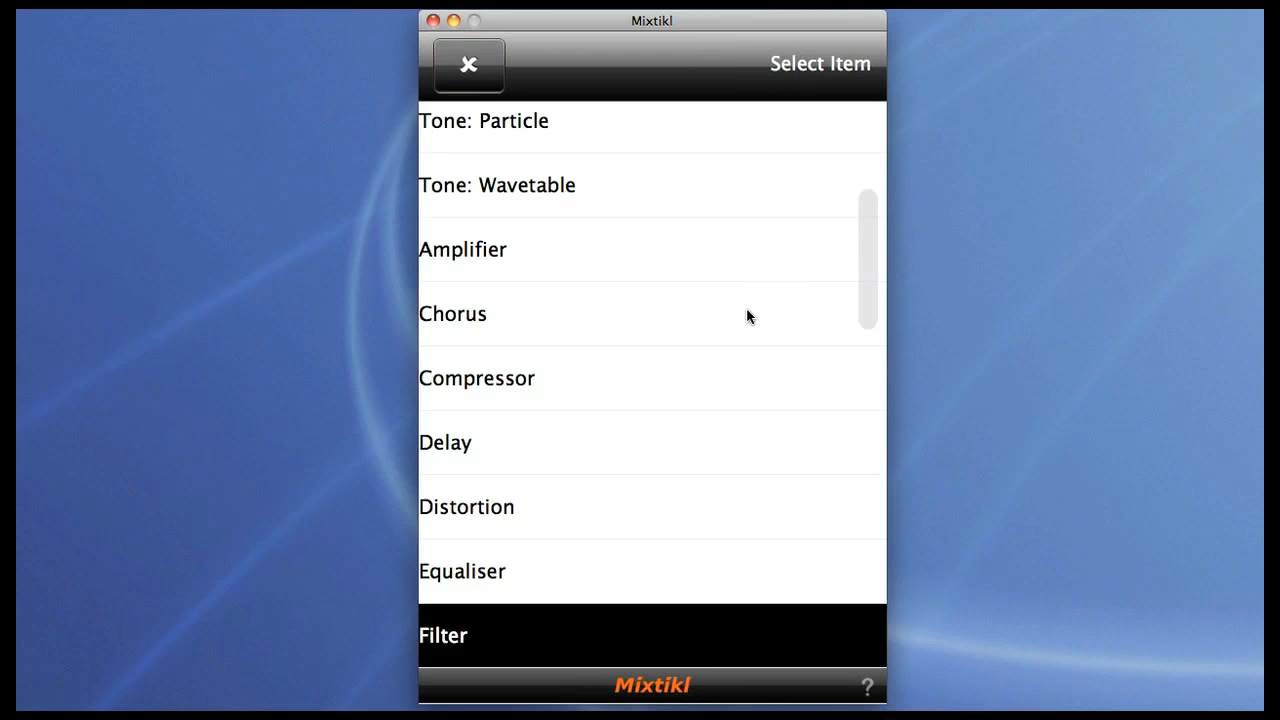 Mixtikl
Select Item
Tone: Particle
Tone: Wavetable
Amplifier
Chorus
Compressor
Delay
Distortion
Equaliser
Filter
Mixtikl
?